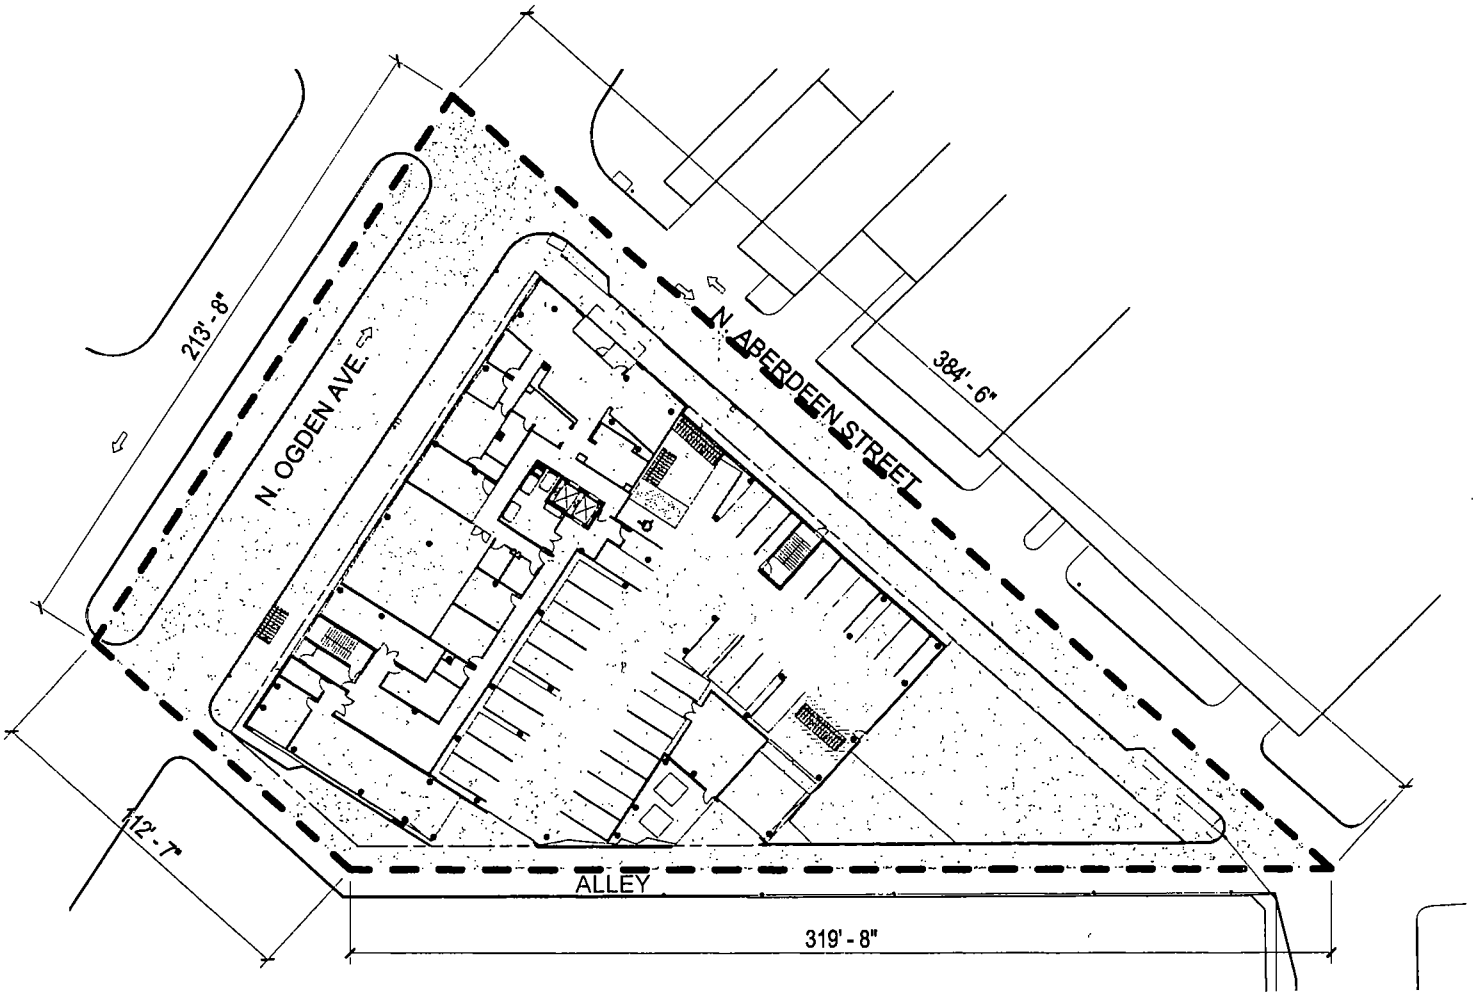 213' - 8"
N. OGDEN AVE.
N. ABERDEEN STREET
384' - 6"
112' - 7"
ALLEY
319' - 8"